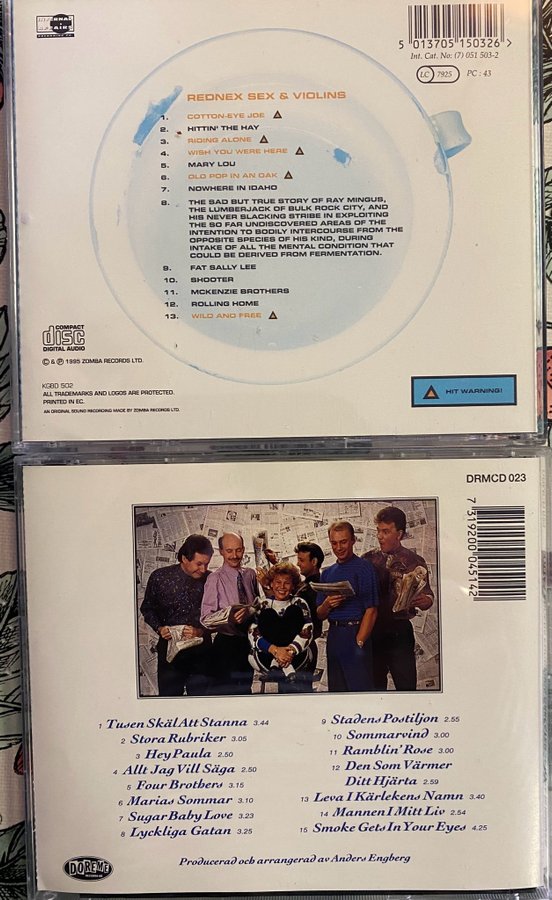 INTERNAL
AFFAIRS
5 013705 150326 >
Int. Cat. No: (7) 051 503-2
LC 7925 PC : 43
REDNEX SEX & VIOLINS
1. COTTON-EYE JOE
2. HITTIN' THE HAY
3. RIDING ALONE
4. WISH YOU WERE HERE
5. MARY LOU
6. OLD POP IN AN OAK
7. NOWHERE IN IDAHO
8. THE SAD BUT TRUE STORY OF RAY MINGUS,
THE LUMBERJACK OF BULK ROCK CITY, AND
HIS NEVER SLACKING STRIBE IN EXPLOITING
THE SO FAR UNDISCOVERED AREAS OF THE
INTENTION TO BODILY INTERCOURSE FROM THE
OPPOSITE SPECIES OF HIS KIND, DURING
INTAKE OF ALL THE MENTAL CONDITION THAT
COULD BE DERIVED FROM FERMENTATION.
9. FAT SALLY LEE
10. SHOOTER
11. MCKENZIE BROTHERS
12. ROLLING HOME
13. WILD AND FREE
COMPACT
disc
DIGITAL AUDIO
© & ℗ 1995 ZOMBA RECORDS LTD.
KGBD 502
ALL TRADEMARKS AND LOGOS ARE PROTECTED.
PRINTED IN EC.
AN ORIGINAL SOUND RECORDING MADE BY ZOMBA RECORDS LTD.
HIT WARNING!
DRMCD 023
7 319200 045142
1 Tusen Skäl Att Stanna 3.44
2 Stora Rubriker 3.05
3 Hey Paula 2.50
4 Allt Jag Vill Säga 2.50
5 Four Brothers 3.15
6 Marias Sommar 3.10
7 Sugar Baby Love 3.23
8 Lyckliga Gatan 3.25
9 Stadens Postiljon 2.55
10 Sommarvind 3.00
11 Ramblin' Rose 3.00
12 Den Som Värmer
Ditt Hjärta 2.59
13 Leva I Kärlekens Namn 3.40
14 Mannen I Mitt Liv 2.54
15 Smoke Gets In Your Eyes 4.25
Producerad och arrangerad av Anders Engberg
DOREME